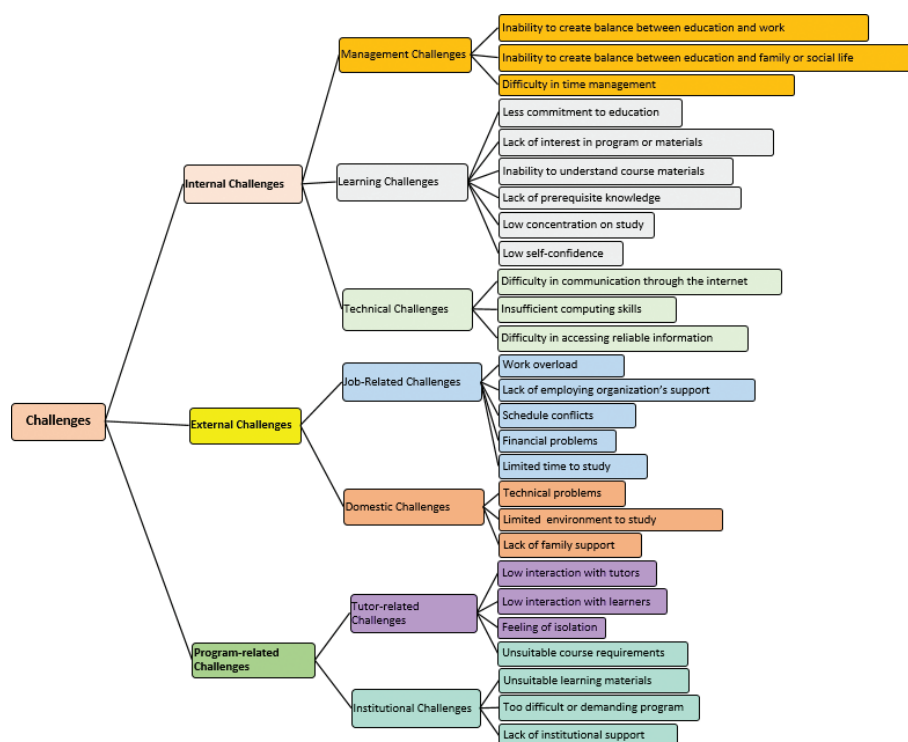 Challenges
Internal Challenges
Management Challenges
Inability to create balance between education and work
Inability to create balance between education and family or social life
Difficulty in time management
Learning Challenges
Less commitment to education
Lack of interest in program or materials
Inability to understand course materials
Lack of prerequisite knowledge
Low concentration on study
Low self-confidence
Technical Challenges
Difficulty in communication through the internet
Insufficient computing skills
Difficulty in accessing reliable information
External Challenges
Job-Related Challenges
Work overload
Lack of employing organization's support
Schedule conflicts
Financial problems
Limited time to study
Domestic Challenges
Technical problems
Limited environment to study
Lack of family support
Program-related
Challenges
Tutor-related
Challenges
Low interaction with tutors
Low interaction with learners
Feeling of isolation
Unsuitable course requirements
Institutional Challenges
Unsuitable learning materials
Too difficult or demanding program
Lack of institutional support